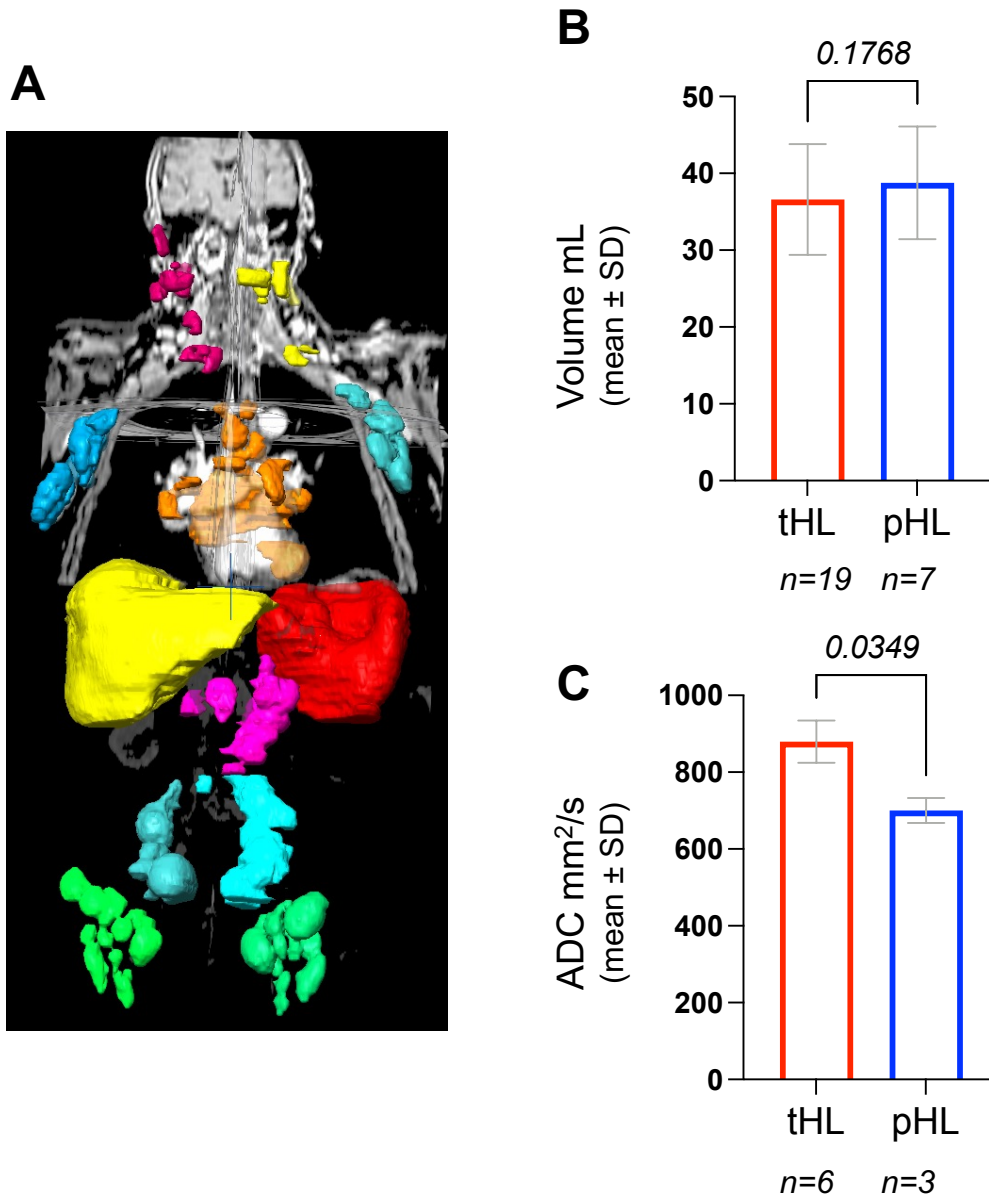 A
B
0.1768
50
40
30
20
10
0
Volume mL
(mean ± SD)
tHL pHL
n=19 n=7
C
0.0349
1000
800
600
400
200
0
ADC mm²/s
(mean ± SD)
tHL pHL
n=6 n=3